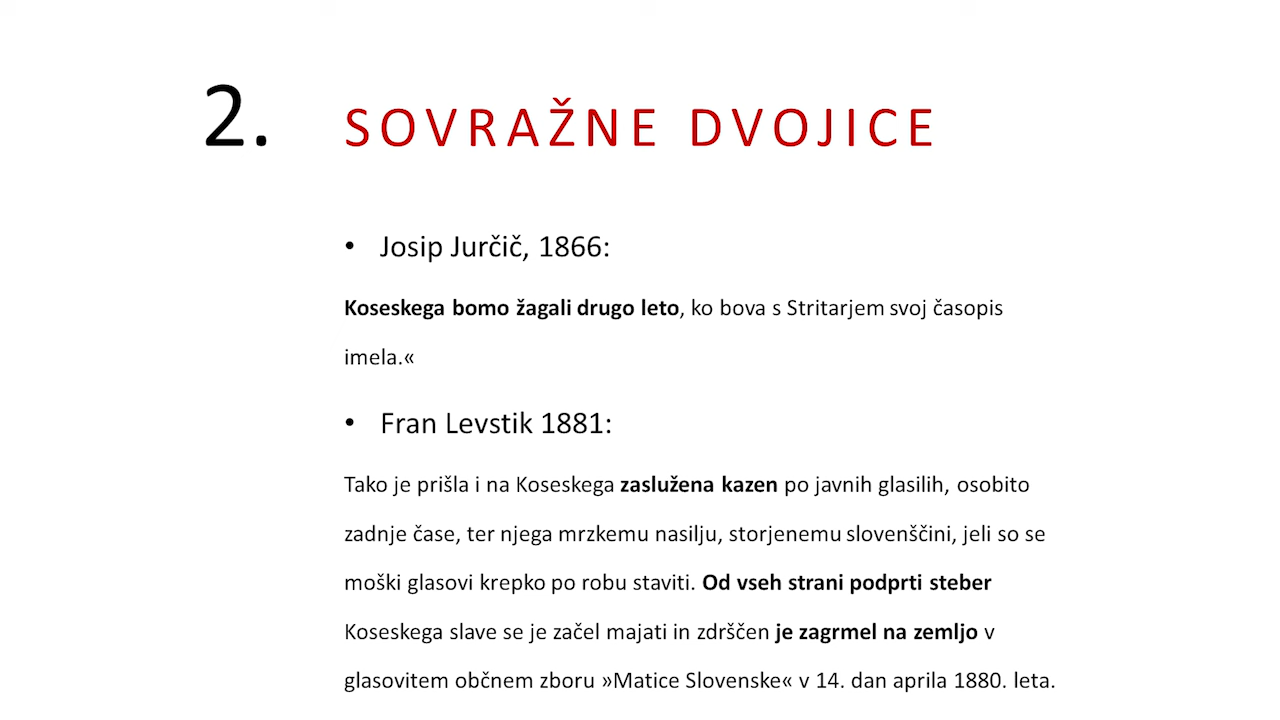 2. SOVRAŽNE DVOJICE
• Josip Jurčič, 1866:
Koseskega bomo žagali drugo leto, ko bova s Stritarjem svoj časopis
imela.«
• Fran Levstik 1881:
Tako je prišla i na Koseskega zaslužena kazen po javnih glasilih, osobito
zadnje čase, ter njega mrzkemu nasilju, storjenemu slovenščini, jeli so se
moški glasovi krepko po robu staviti. Od vseh strani podprti steber
Koseskega slave se je začel majati in zdrščen je zagrmel na zemljo v
glasovitem občnem zboru »Matice Slovenske« v 14. dan aprila 1880. leta.